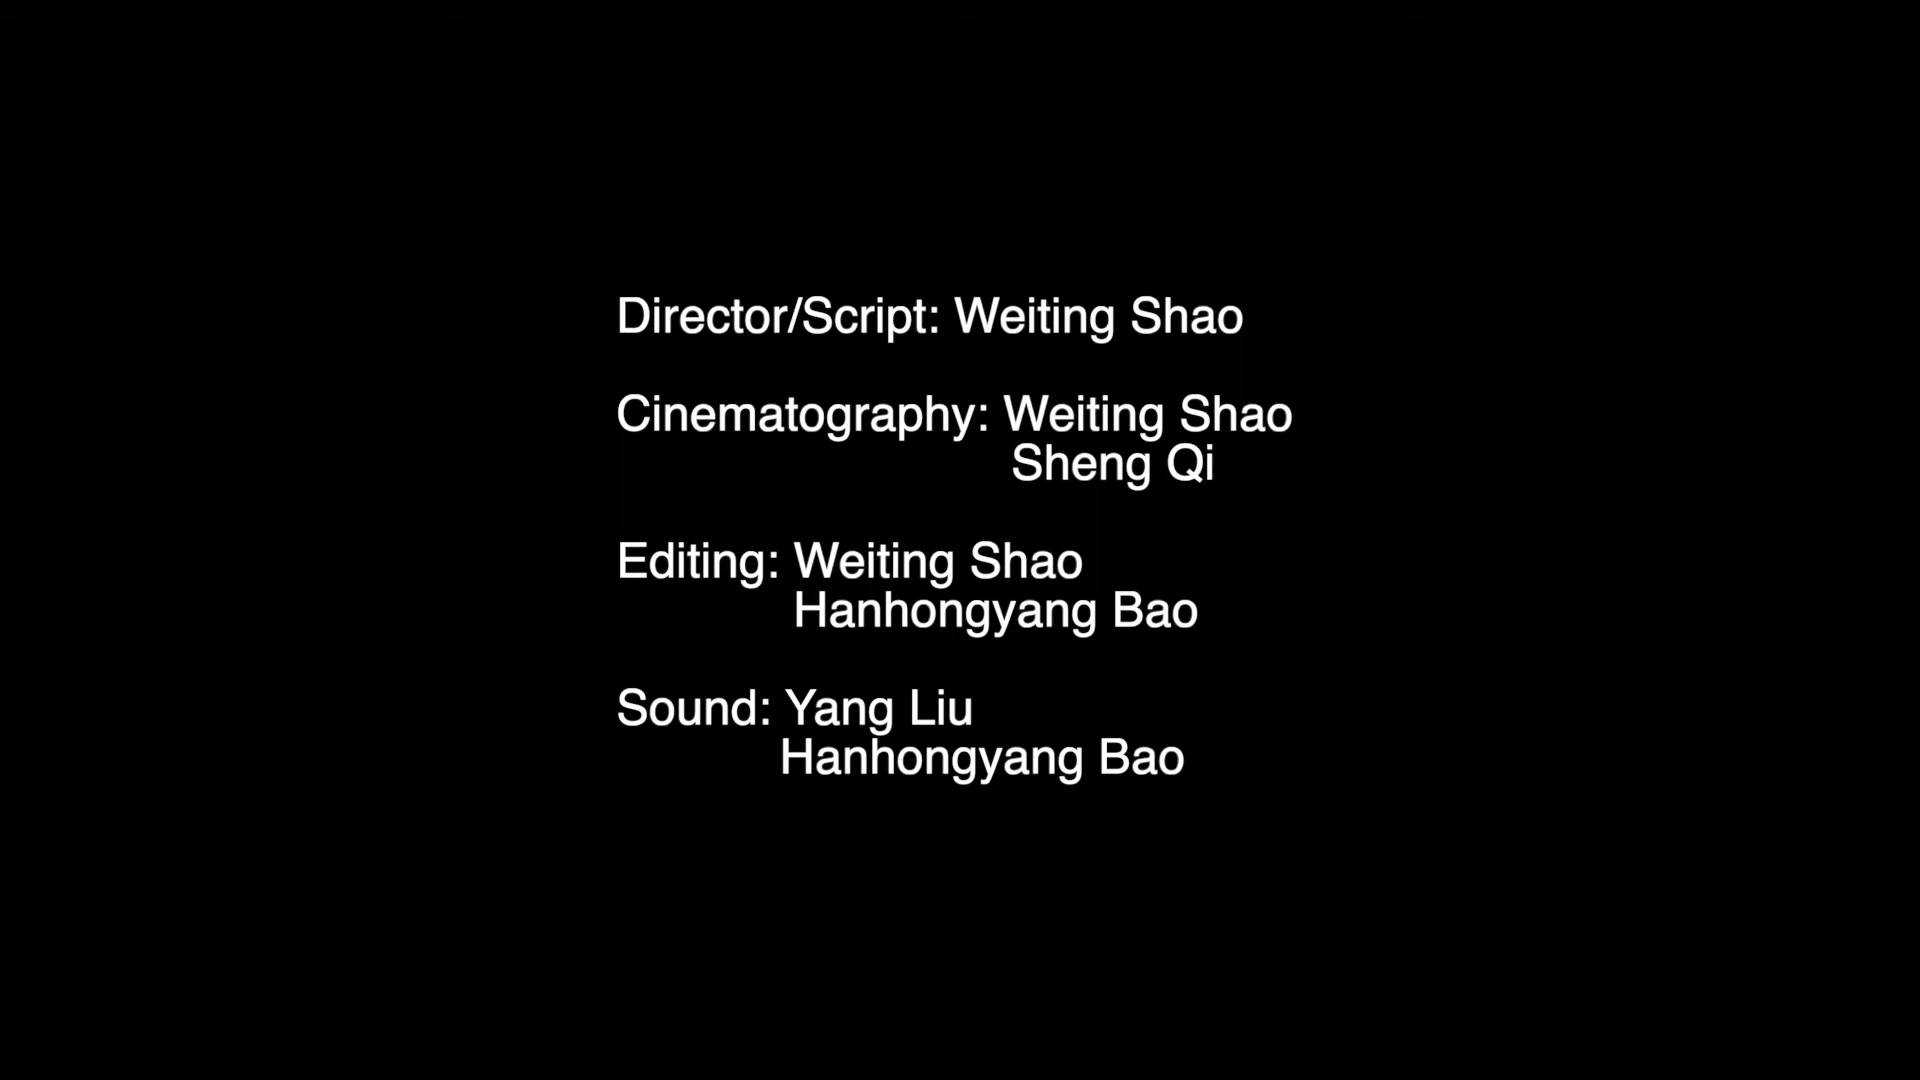 Director/Script: Weiting Shao
Cinematography: Weiting Shao
Sheng Qi
Editing: Weiting Shao
Hanhongyang Bao
Sound: Yang Liu
Hanhongyang Bao